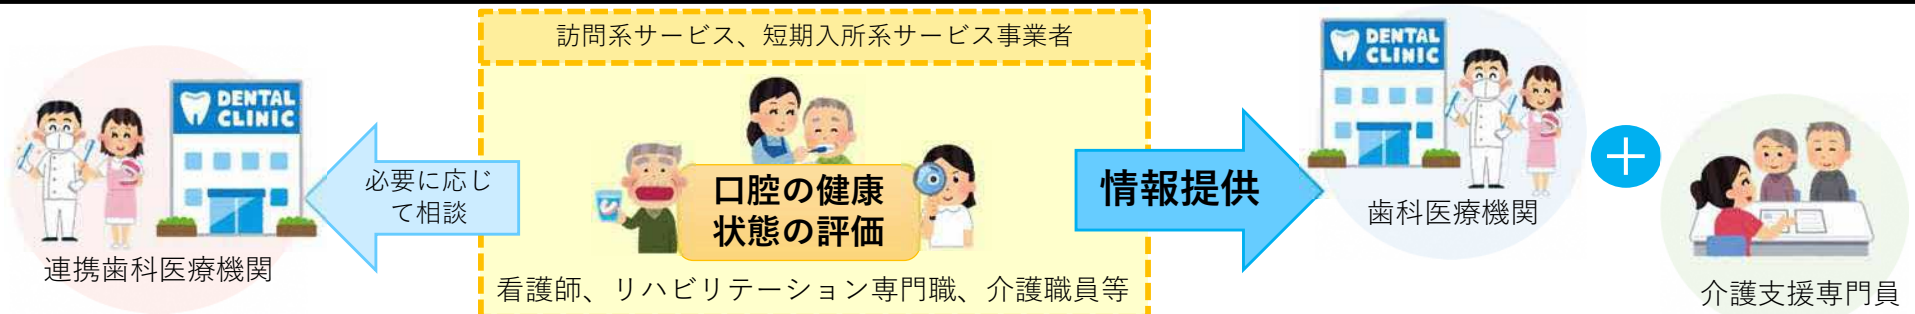 訪問系サービス、短期入所系サービス事業者
DENTAL
CLINIC
必要に応じ
て相談
連携歯科医療機関
口腔の健康
状態の評価
看護師、リハビリテーション専門職、介護職員等
情報提供
DENTAL
CLINIC
歯科医療機関
介護支援専門員